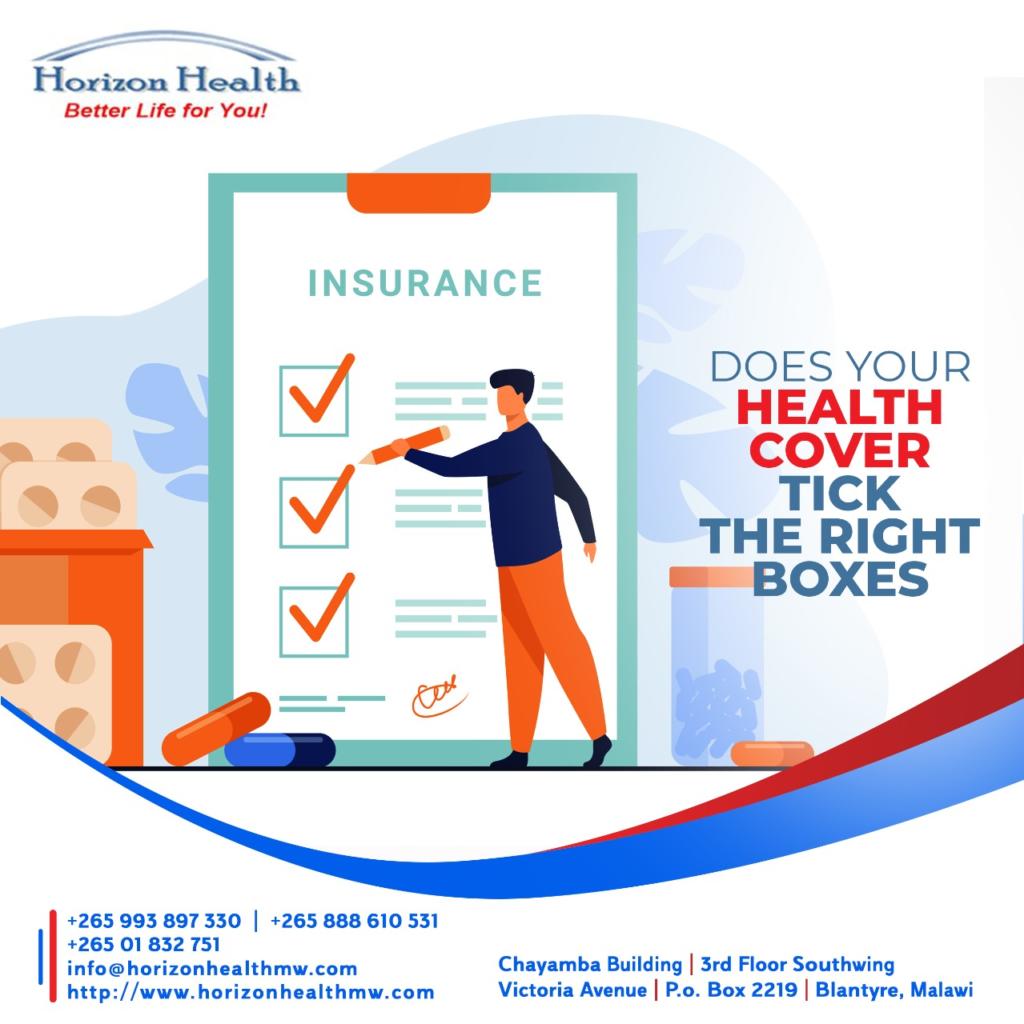 Horizon Health
Better Life for You!
INSURANCE
DOES YOUR
HEALTH
COVER
TICK
THE RIGHT
BOXES
+265 993 897 330 | +265 888 610 531
+265 01 832 751
info@horizonhealthmw.com
http://www.horizonhealthmw.com
Chayamba Building | 3rd Floor Southwing
Victoria Avenue | P.o. Box 2219 | Blantyre, Malawi